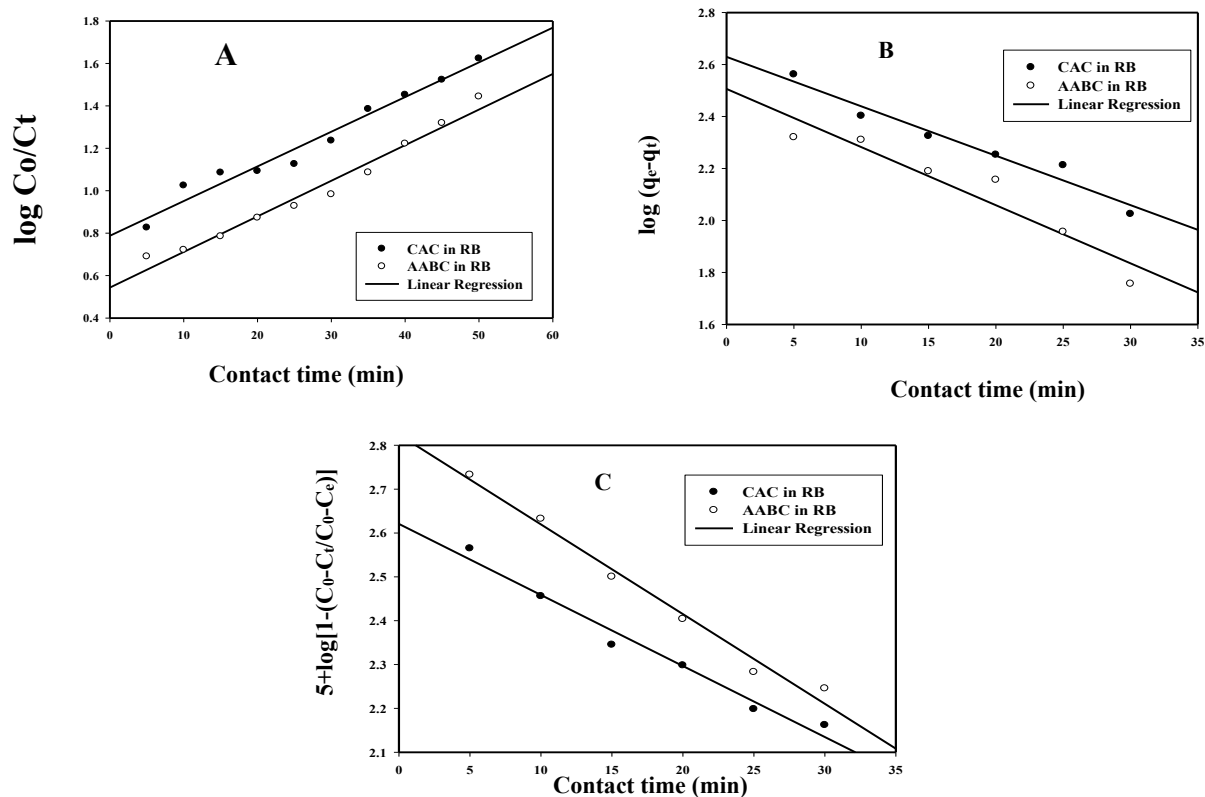 A
log Co/Ct
1.8
1.6
1.4
1.2
1.0
0.8
0.6
0.4
CAC in RB
AABC in RB
Linear Regression
0 10 20 30 40 50 60
Contact time (min)
B
log (qe-qt)
2.6
2.4
2.2
2.0
1.8
1.6
CAC in RB
AABC in RB
Linear Regression
0 5 10 15 20 25 30 35
Contact time (min)
C
5+log[1-(C0-Ct/C0-Ce)]
2.8
2.7
2.6
2.5
2.4
2.3
2.2
2.1
CAC in RB
AABC in RB
Linear Regression
0 5 10 15 20 25 30 35
Contact time (min)